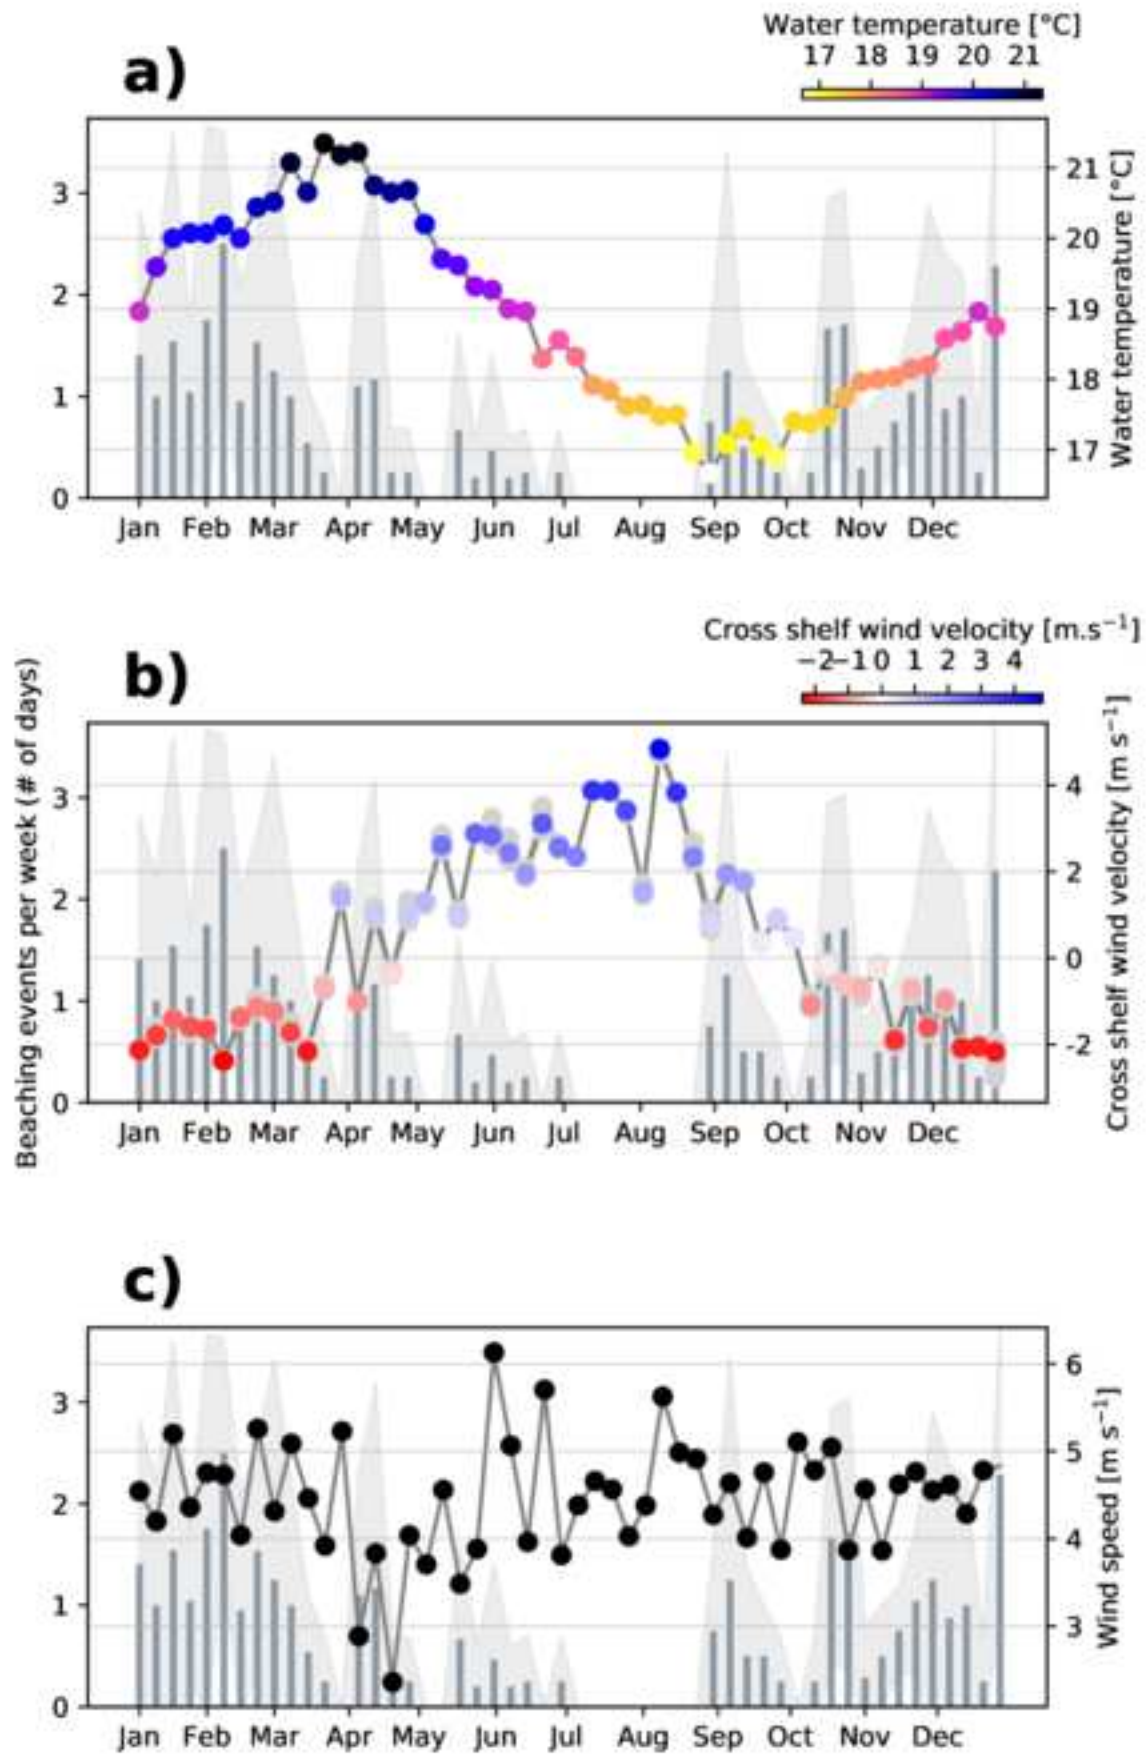 a)
Water temperature [°C]
17 18 19 20 21
3
2
1
0
21
20
19
18
17
Water temperature [°C]
Jan Feb Mar Apr May Jun Jul Aug Sep Oct Nov Dec
Beaching events per week (# of days)
b)
Cross shelf wind velocity [m.s⁻¹]
−2 −1 0 1 2 3 4
3
2
1
0
4
2
0
-2
Cross shelf wind velocity [m s⁻¹]
Jan Feb Mar Apr May Jun Jul Aug Sep Oct Nov Dec
c)
3
2
1
0
6
5
4
3
Wind speed [m s⁻¹]
Jan Feb Mar Apr May Jun Jul Aug Sep Oct Nov Dec